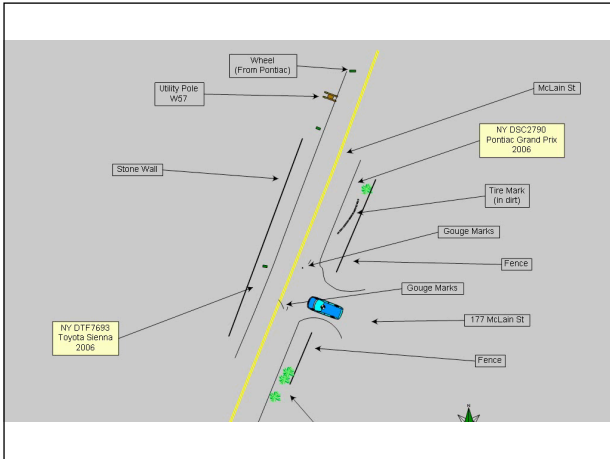 Wheel
(From Pontiac)
Utility Pole
W57
McLain St
NY DSC2790
Pontiac Grand Prix
2006
Stone Wall
Tire Mark
(in dirt)
Gouge Marks
Fence
Gouge Marks
NY DTF7693
Toyota Sienna
2006
177 McLain St
Fence